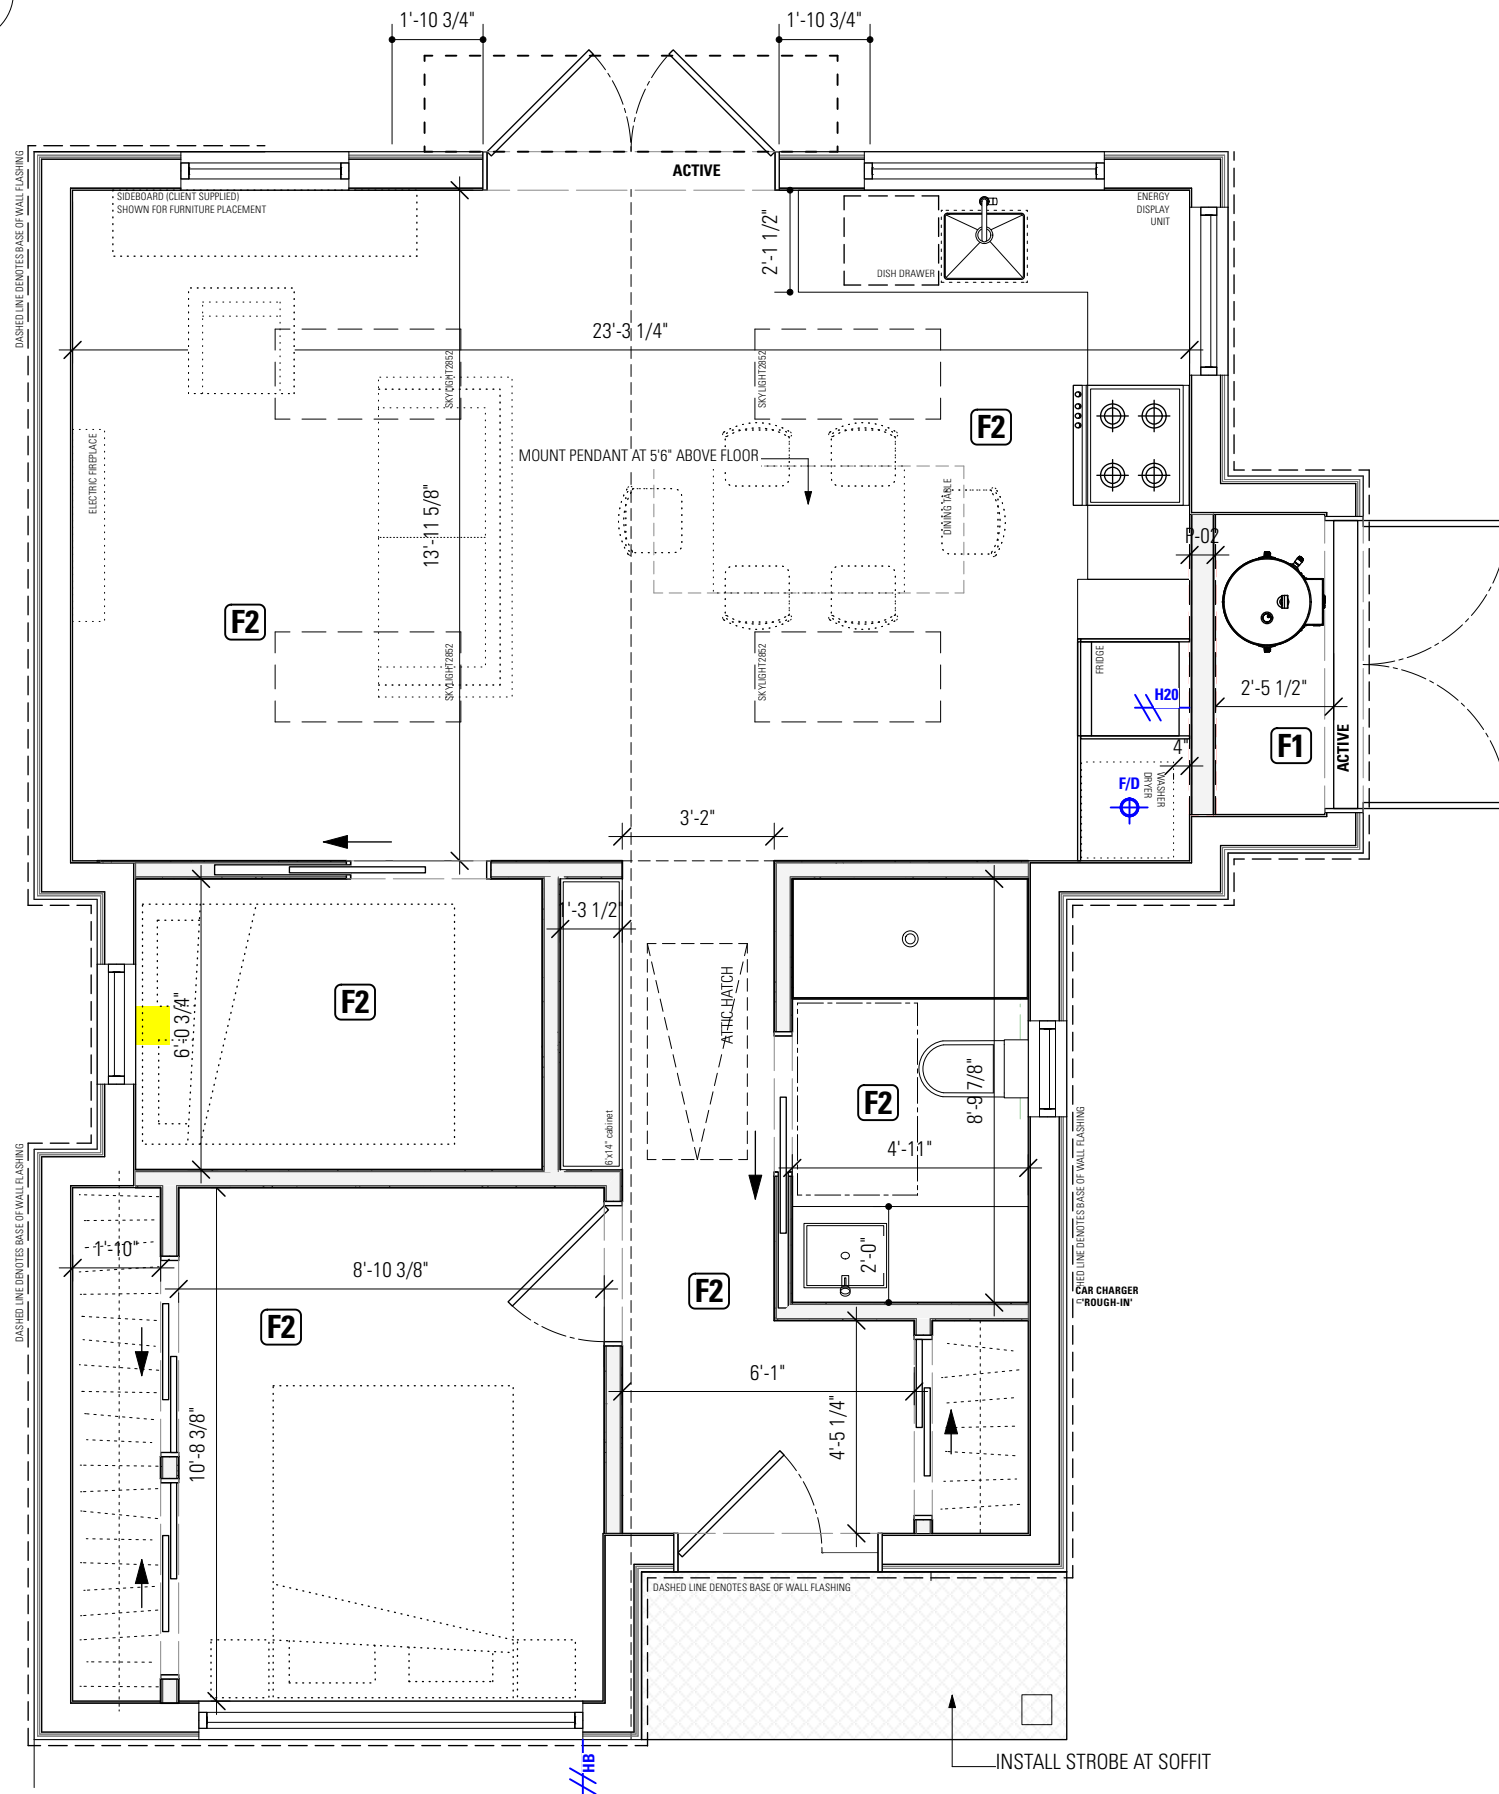 1'-10 3/4"
1'-10 3/4"
ACTIVE
DASHED LINE DENOTES BASE OF WALL FLASHING
SIDEBOARD (CLIENT SUPPLIED)
SHOWN FOR FURNITURE PLACEMENT
ENERGY
DISPLAY
UNIT
2'-1 1/2"
DISH DRAWER
23'-3 1/4"
SKYLIGHT2852
SKYLIGHT2852
F2
ELECTRIC FIREPLACE
MOUNT PENDANT AT 5'6" ABOVE FLOOR
DINING TABLE
13'-11 5/8"
P-02
F2
SKYLIGHT2852
SKYLIGHT2852
FRIDGE
H20
2'-5 1/2"
F1
ACTIVE
4"
F/D
WASHER
DRYER
3'-2"
1'-3 1/2"
ATTIC HATCH
F2
6'-0 3/4"
8'-9 7/8"
F2
4'-11"
6'x14" cabinet
DASHED LINE DENOTES BASE OF WALL FLASHING
HED LINE DENOTES BASE OF WALL FLASHING
1'-10"
8'-10 3/8"
2'-0"
F2
F2
CAR CHARGER
'ROUGH-IN'
6'-1"
4'-5 1/4"
10'-8 3/8"
DASHED LINE DENOTES BASE OF WALL FLASHING
HB
INSTALL STROBE AT SOFFIT